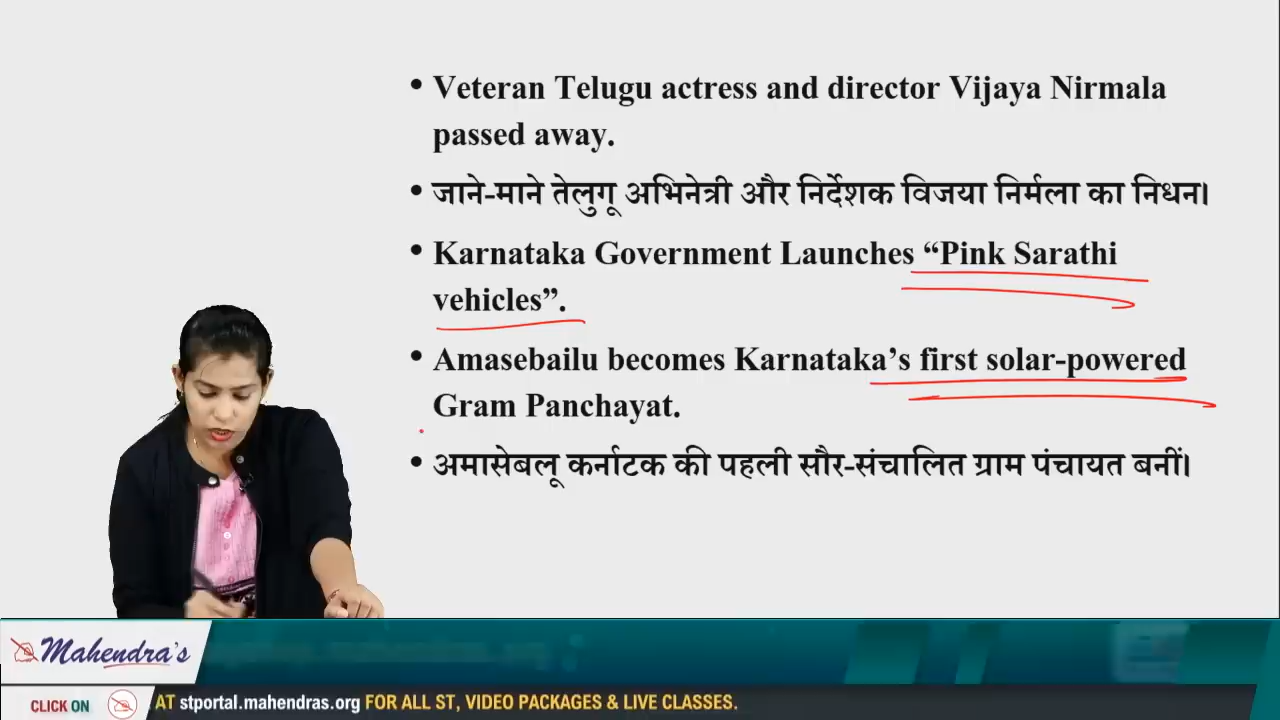 • Veteran Telugu actress and director Vijaya Nirmala
passed away.
• जाने-माने तेलुगू अभिनेत्री और निर्देशक विजया निर्मला का निधन।
• Karnataka Government Launches “Pink Sarathi
vehicles”.
• Amasebailu becomes Karnataka’s first solar-powered
Gram Panchayat.
• अमासेबलू कर्नाटक की पहली सौर-संचालित ग्राम पंचायत बनीं।
Mahendra's
CLICK ON AT stportal.mahendras.org FOR ALL ST, VIDEO PACKAGES & LIVE CLASSES.